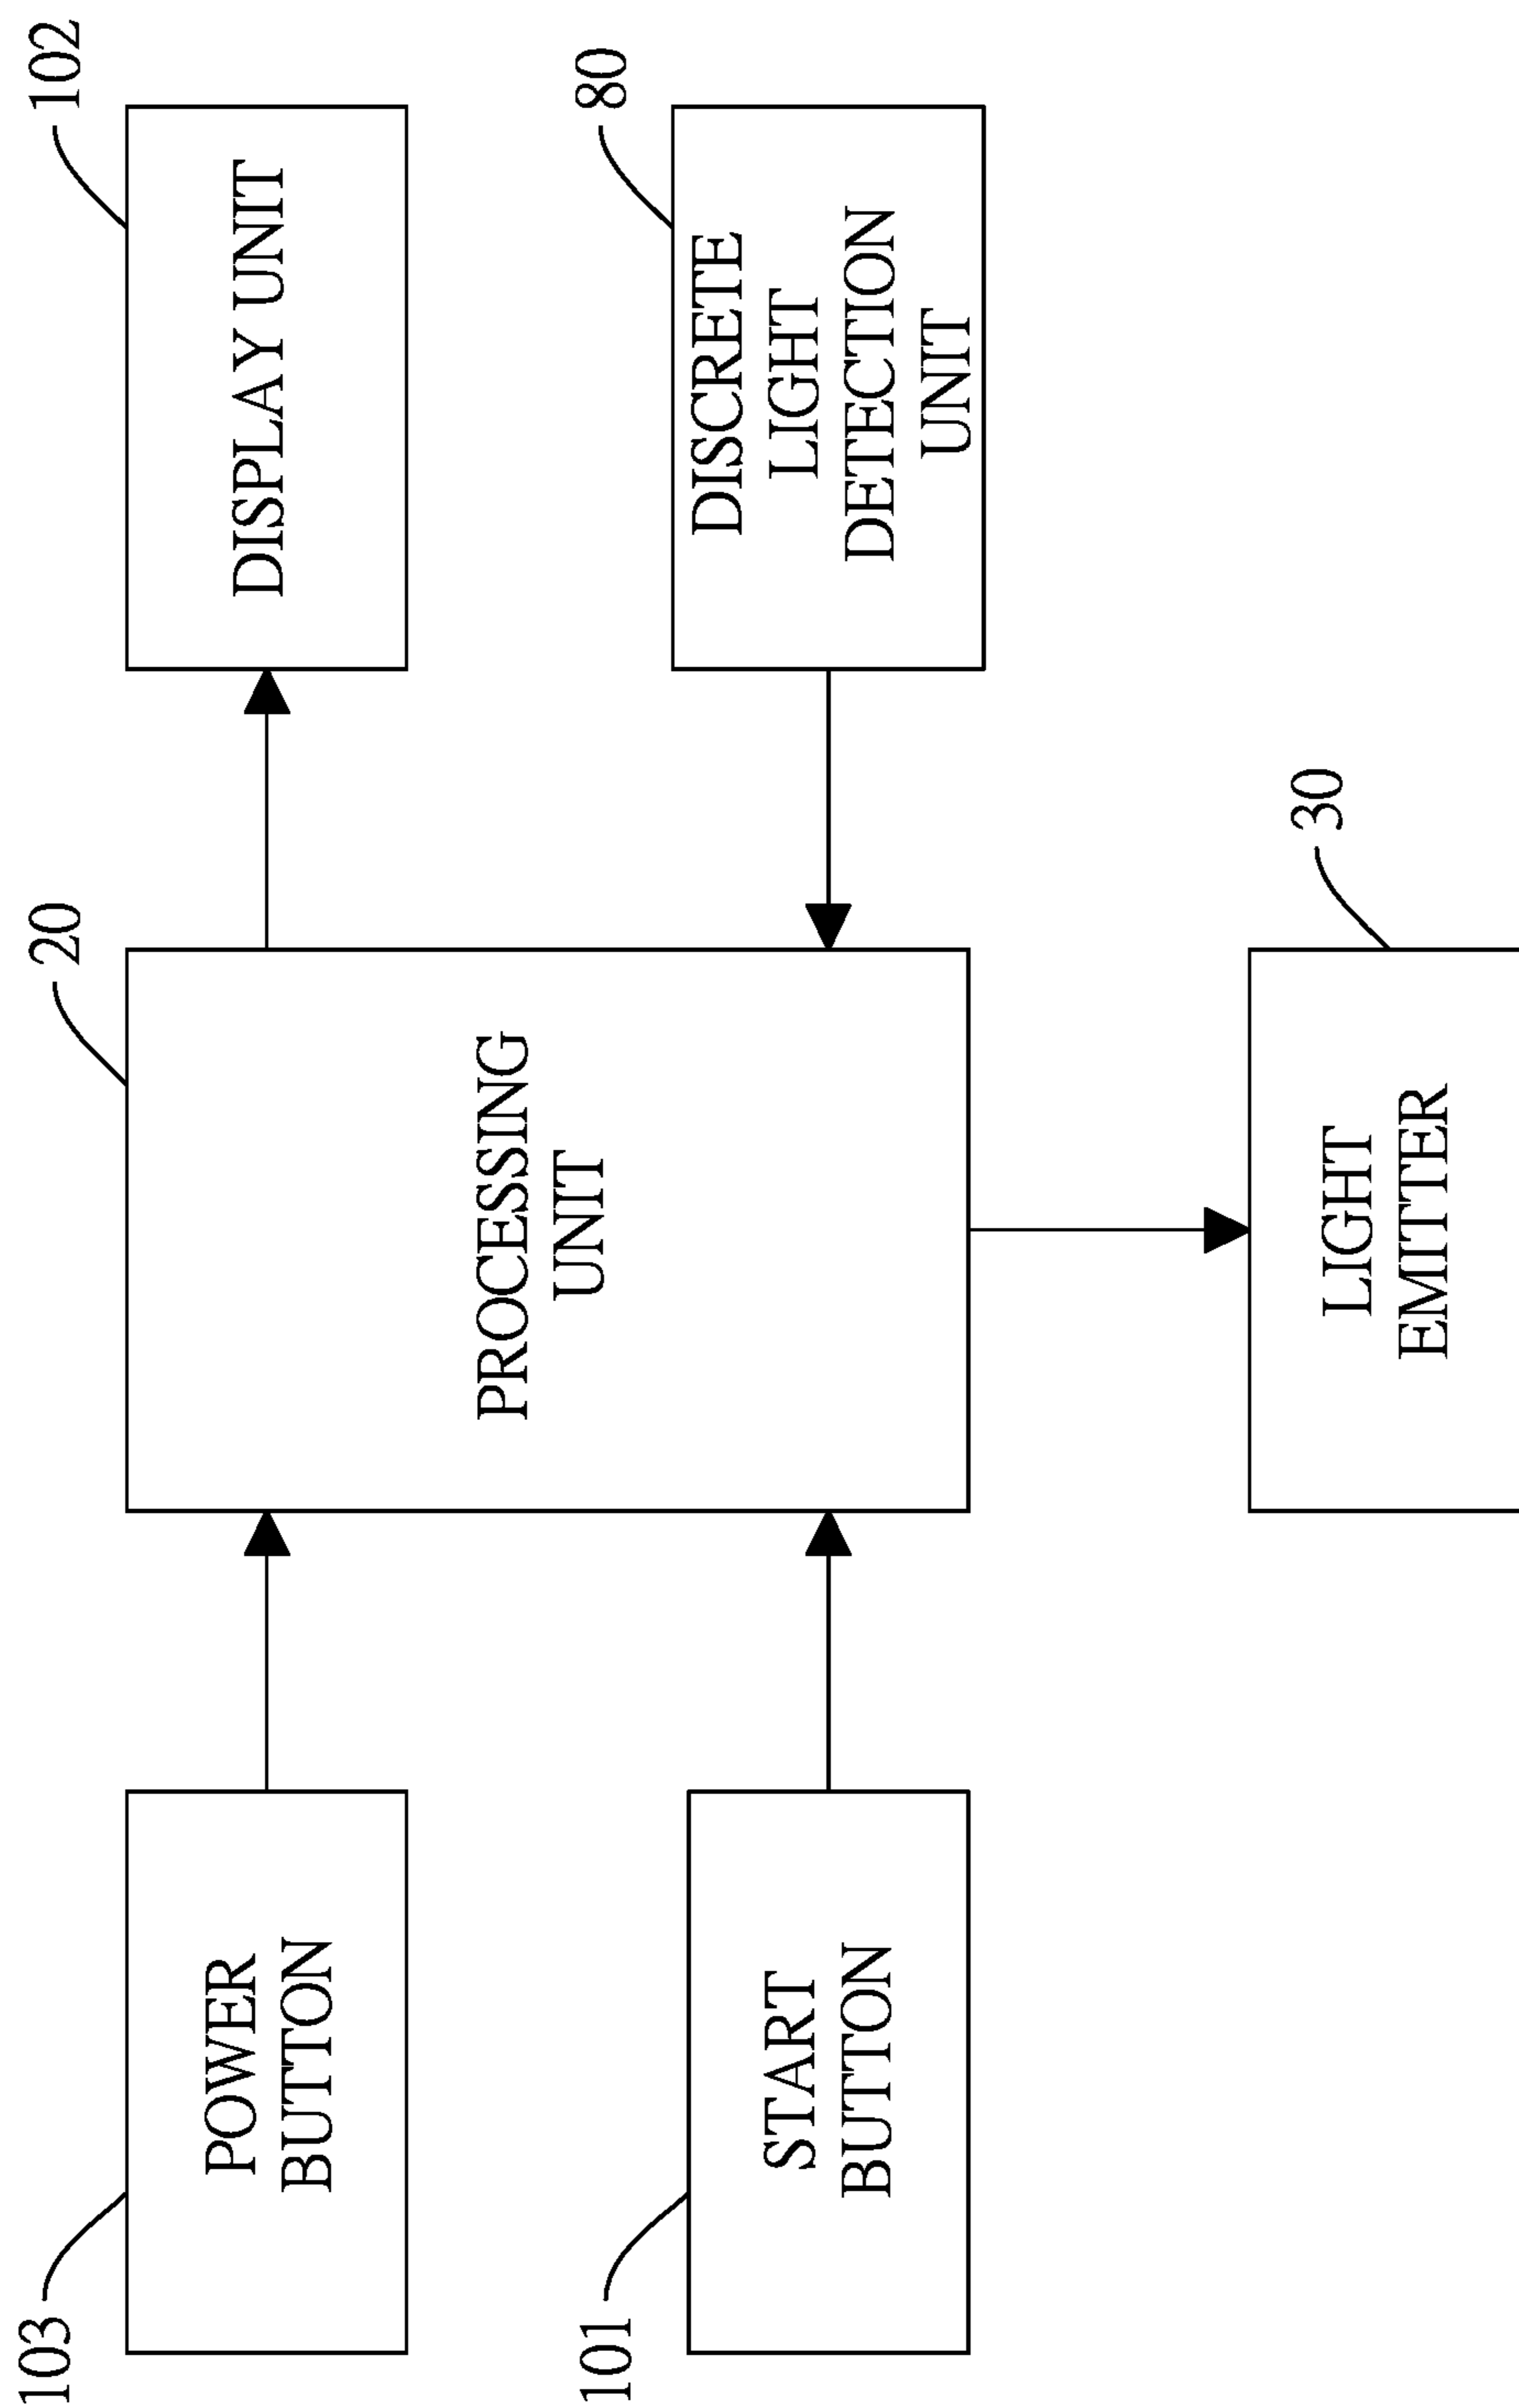 103
POWER
BUTTON
20
PROCESSING
UNIT
102
DISPLAY UNIT
101
START
BUTTON
80
DISCRETE
LIGHT
DETECTION
UNIT
30
LIGHT
EMITTER